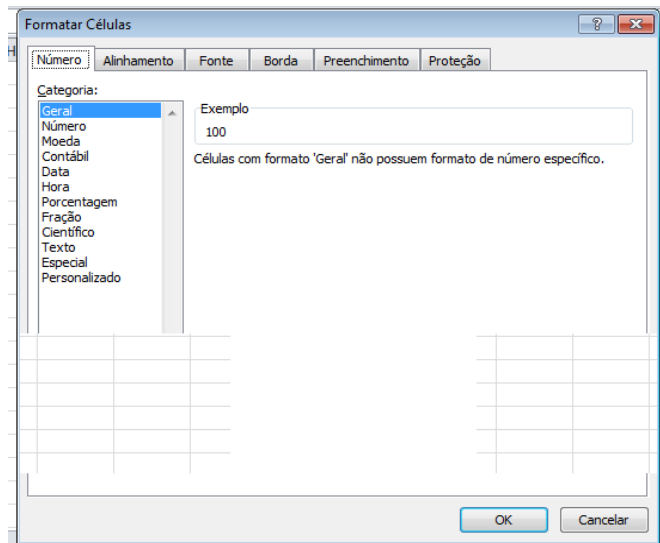 Formatar Células
H
Número Alinhamento Fonte Borda Preenchimento Proteção
Categoria:
Geral
Número
Moeda
Contábil
Data
Hora
Porcentagem
Fração
Científico
Texto
Especial
Personalizado
Exemplo
100
Células com formato 'Geral' não possuem formato de número específico.
OK Cancelar